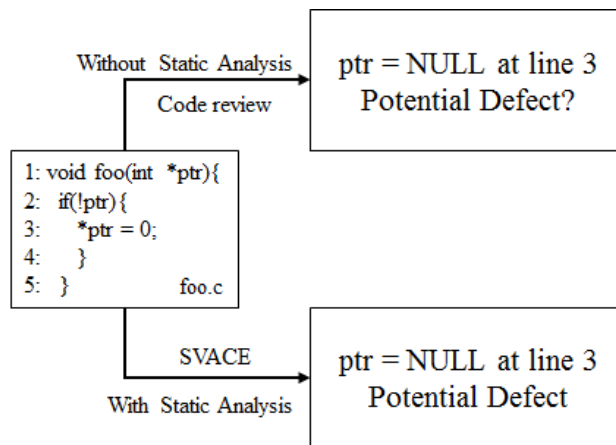 Without Static Analysis
Code review
ptr = NULL at line 3
Potential Defect?
1: void foo(int *ptr){
2: if(!ptr){
3: *ptr = 0;
4: }
5: } foo.c
SVACE
With Static Analysis
ptr = NULL at line 3
Potential Defect